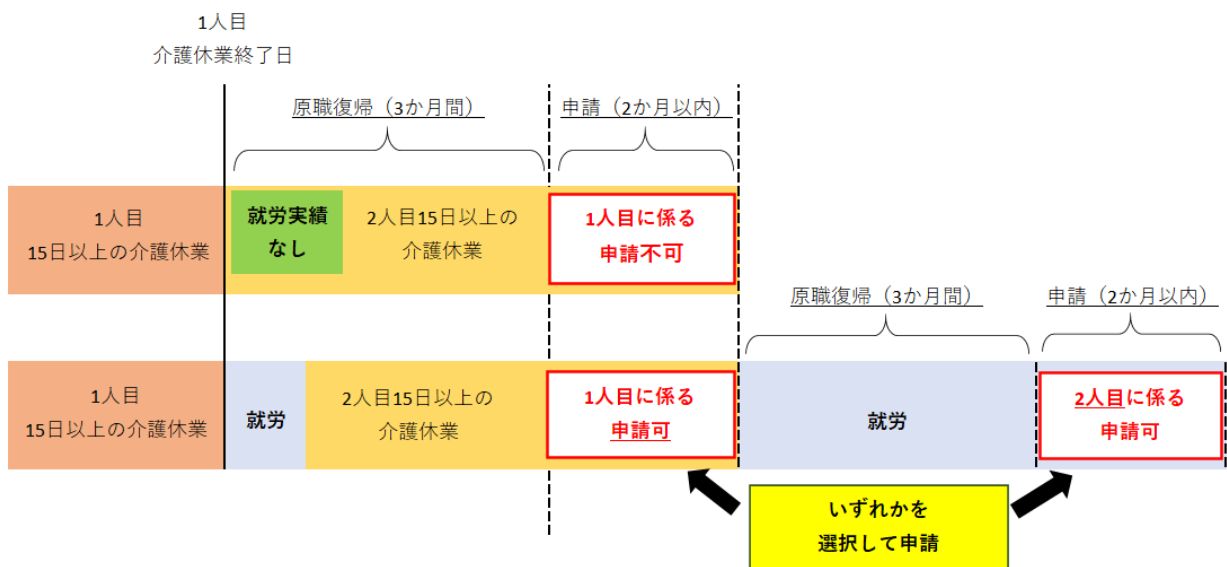 1人目
介護休業終了日
原職復帰（3か月間）
申請（2か月以内）
1人目
15日以上の介護休業
就労実績
なし
2人目15日以上の
介護休業
1人目に係る
申請不可
原職復帰（3か月間）
申請（2か月以内）
1人目
15日以上の介護休業
就労
2人目15日以上の
介護休業
1人目に係る
申請可
就労
2人目に係る
申請可
いずれかを
選択して申請